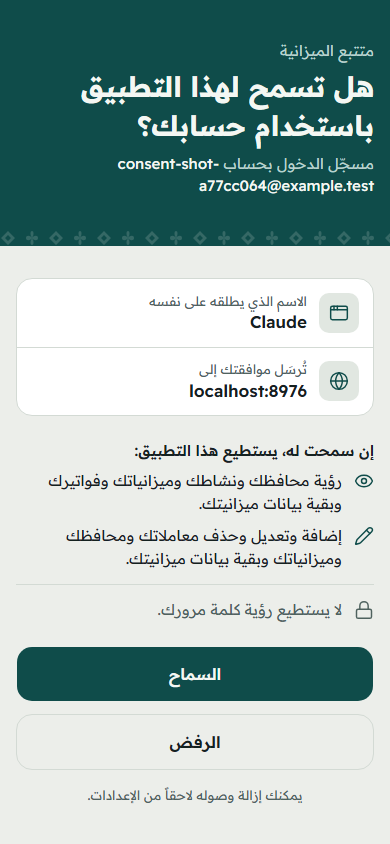 متتبع الميزانية
هل تسمح لهذا التطبيق
باستخدام حسابك؟
مسجّل الدخول بحساب consent-shot-
a77cc064@example.test
الاسم الذي يطلقه على نفسه
Claude
تُرسَل موافقتك إلى
localhost:8976
إن سمحت له، يستطيع هذا التطبيق:
رؤية محافظك ونشاطك وميزانياتك وفواتيرك
وبقية بيانات ميزانيتك.
إضافة وتعديل وحذف معاملاتك ومحافظك
وميزانياتك وبقية بيانات ميزانيتك.
لا يستطيع رؤية كلمة مرورك.
السماح
الرفض
يمكنك إزالة وصوله لاحقاً من الإعدادات.